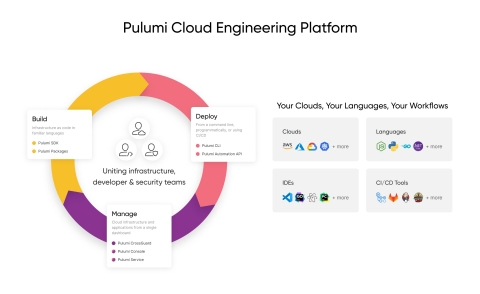 Pulumi Cloud Engineering Platform
Build
Infrastructure as code in
familiar languages
Pulumi SDK
Pulumi Packages
Deploy
From a command line,
programmatically, or using
CI/CD
Pulumi CLI
Pulumi Automation API
Uniting infrastructure,
developer & security teams
Manage
Cloud infrastructure and
applications from a single
Pulumi CrossGuard
Pulumi Console
Pulumi Service
Your Clouds, Your Languages, Your Workflows
Clouds
aws + more
Languages
+ more
IDEs
+ more
CI/CD Tools
+ more